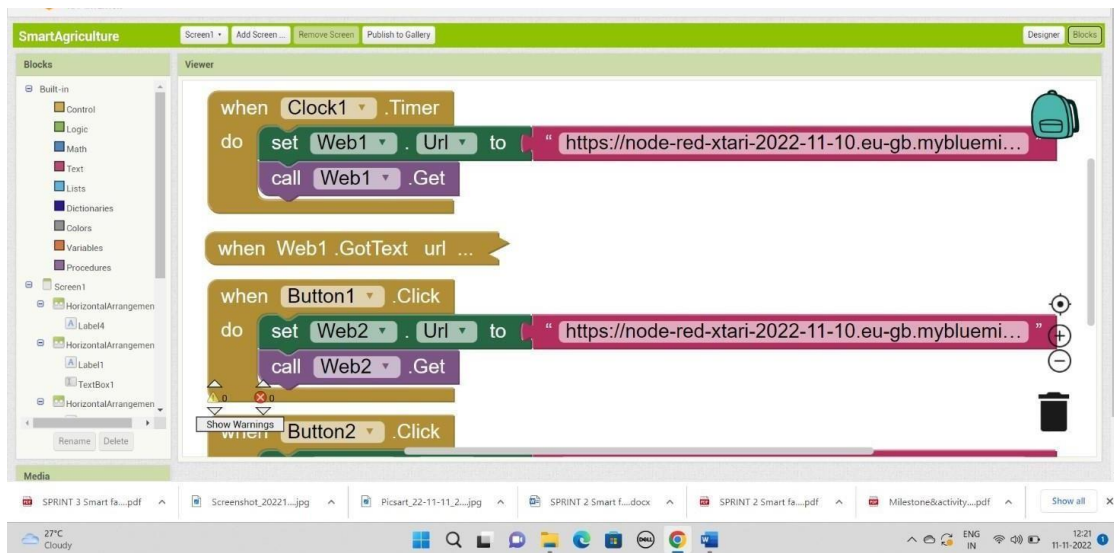 SmartAgriculture
Screen1
Add Screen ...
Remove Screen
Publish to Gallery
Designer
Blocks
Blocks
Viewer
Built-in
Control
Logic
Math
Text
Lists
Dictionaries
Colors
Variables
Procedures
Screen1
HorizontalArrangemen
Label4
HorizontalArrangemen
Label1
TextBox1
HorizontalArrangemen
Rename
Delete
Media
when Clock1 .Timer
do set Web1 . Url to " https://node-red-xtari-2022-11-10.eu-gb.mybluemi… "
call Web1 .Get
when Web1 .GotText url ...
when Button1 .Click
do set Web2 . Url to " https://node-red-xtari-2022-11-10.eu-gb.mybluemi… "
call Web2 .Get
0 0
Show Warnings
when Button2 .Click
SPRINT 3 Smart fa....pdf
Screenshot_20221....jpg
Picsart_22-11-11_2....jpg
SPRINT 2 Smart f....docx
SPRINT 2 Smart fa....pdf
Milestone&activity....pdf
Show all
27°C
Cloudy
ENG
IN
12:21
11-11-2022